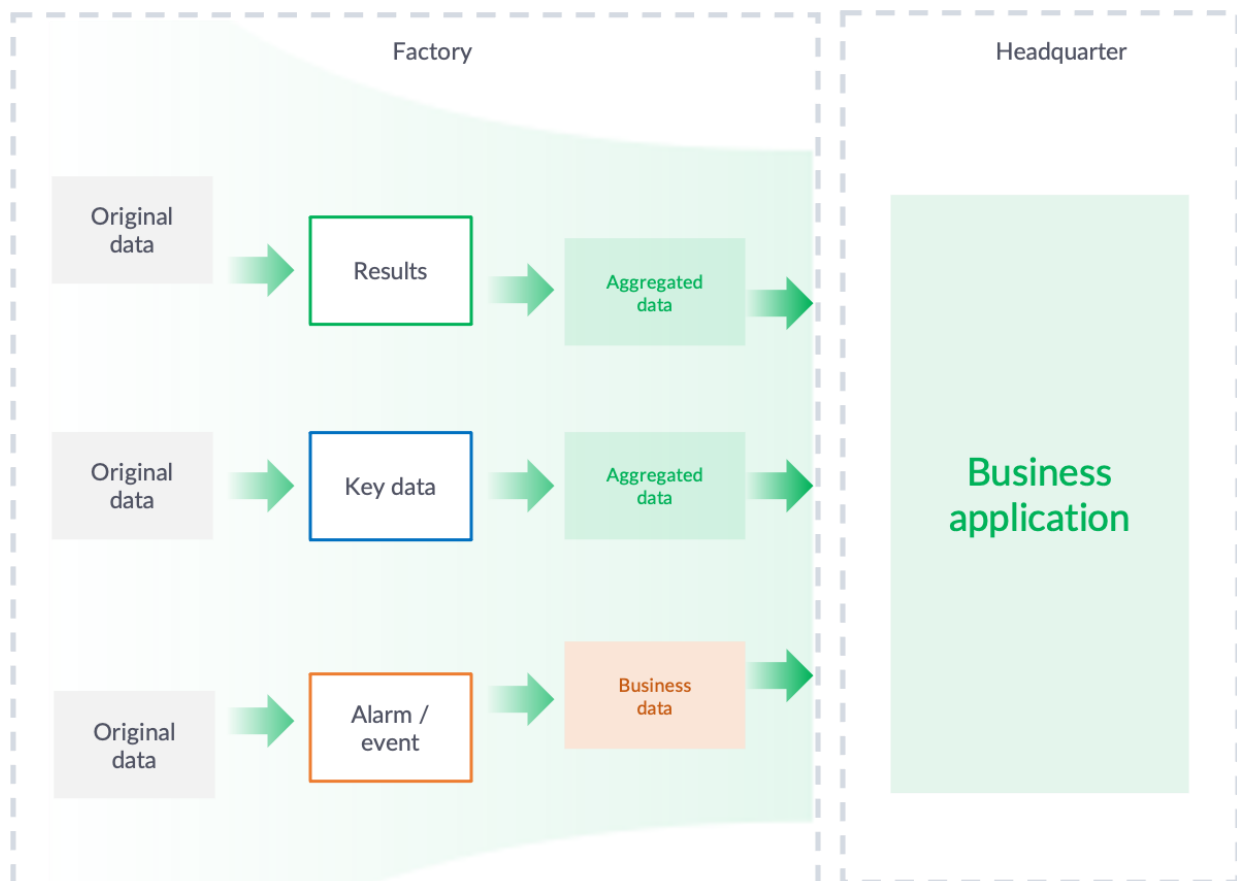 Factory
Headquarter
Original
data
Results
Aggregated
data
Original
data
Key data
Aggregated
data
Business
application
Original
data
Alarm /
event
Business
data